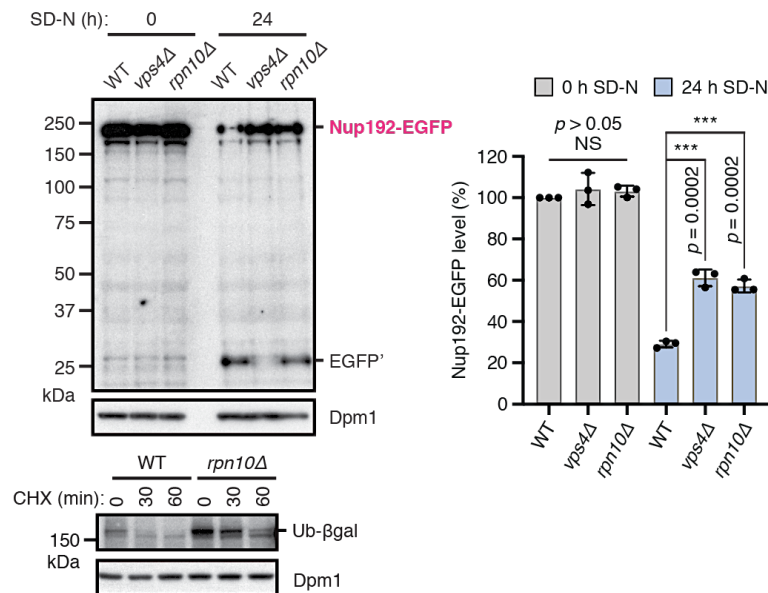 SD-N (h): 0 24
WT vps4Δ rpn10Δ WT vps4Δ rpn10Δ
250
150
100
75
50
37
25
kDa
Nup192-EGFP
EGFP’
Dpm1
WT rpn10Δ
CHX (min): 0 30 60 0 30 60
150
kDa
Ub-βgal
Dpm1
0 h SD-N 24 h SD-N
p > 0.05
NS
***
***
p = 0.0002
p = 0.0002
Nup192-EGFP level (%)
120
100
80
60
40
20
0
WT vps4Δ rpn10Δ WT vps4Δ rpn10Δ